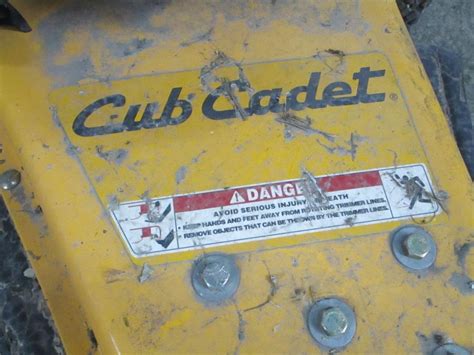 Cub Cadet®
⚠ DANGER
AVOID SERIOUS INJURY DEATH
• KEEP HANDS AND FEET AWAY FROM ROTATING TRIMMER LINES.
• REMOVE OBJECTS THAT CAN BE THROWN BY THE TRIMMER LINES.